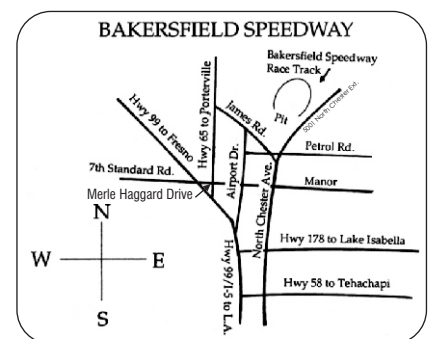 BAKERSFIELD SPEEDWAY
Bakersfield Speedway
Race Track
5001 North Chester Ext.
Pit
Hwy 99 to Fresno
Hwy 65 to Porterville
James Rd.
Petrol Rd.
7th Standard Rd.
Airport Dr.
North Chester Ave.
Manor
Merle Haggard Drive
N
W
E
S
Hwy 178 to Lake Isabella
Hwy 99/I-5 to L.A.
Hwy 58 to Tehachapi